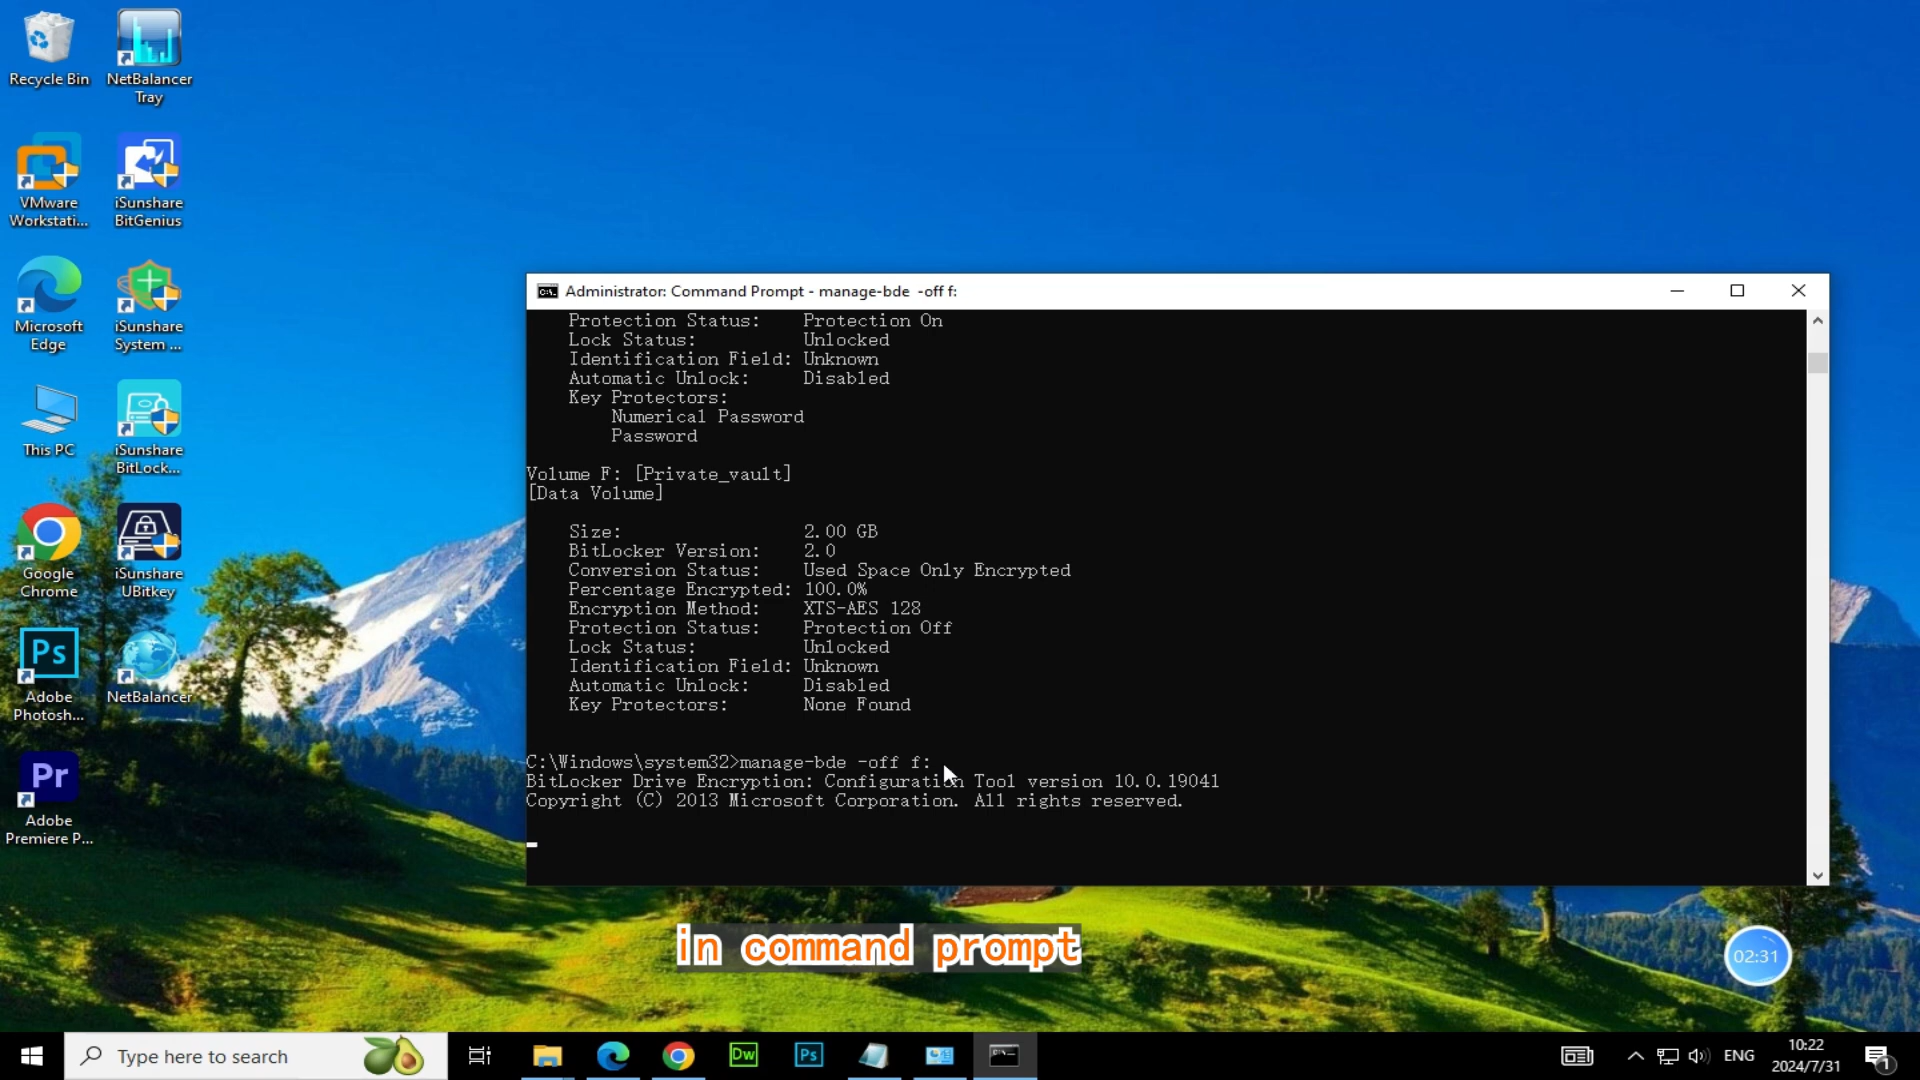 Recycle Bin
NetBalancer
Tray
VMware
Workstati...
iSunshare
BitGenius
Microsoft
Edge
iSunshare
System ...
This PC
iSunshare
BitLock...
Google
Chrome
iSunshare
UBitkey
Ps
Adobe
Photosh...
NetBalancer
Pr
Adobe
Premiere P...
Administrator: Command Prompt - manage-bde -off f:
Protection Status: Protection On
Lock Status: Unlocked
Identification Field: Unknown
Automatic Unlock: Disabled
Key Protectors:
Numerical Password
Password
Volume F: [Private_vault]
[Data Volume]
Size: 2.00 GB
BitLocker Version: 2.0
Conversion Status: Used Space Only Encrypted
Percentage Encrypted: 100.0%
Encryption Method: XTS-AES 128
Protection Status: Protection Off
Lock Status: Unlocked
Identification Field: Unknown
Automatic Unlock: Disabled
Key Protectors: None Found
C:\Windows\system32>manage-bde -off f:
BitLocker Drive Encryption: Configuration Tool version 10.0.19041
Copyright (C) 2013 Microsoft Corporation. All rights reserved.
in command prompt
02:31
Type here to search
Dw
Ps
ENG
10:22
2024/7/31
1